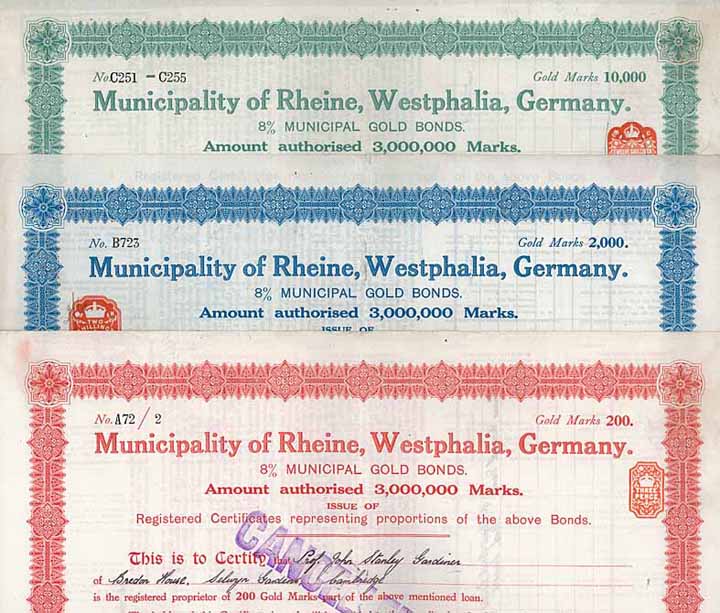 No. C251 - C255 Gold Marks 10,000
Municipality of Rheine, Westphalia, Germany.
8% MUNICIPAL GOLD BONDS.
Amount authorised 3,000,000 Marks.
No. B723 Gold Marks 2,000.
Municipality of Rheine, Westphalia, Germany.
8% MUNICIPAL GOLD BONDS.
TWO SHILLINGS
Amount authorised 3,000,000 Marks.
ISSUE OF
No. A72 / 2 Gold Marks 200.
Municipality of Rheine, Westphalia, Germany.
8% MUNICIPAL GOLD BONDS.
Amount authorised 3,000,000 Marks.
THREE PENCE
ISSUE OF
Registered Certificates representing proportions of the above Bonds.
This is to Certify that Prof. John Stanley Gardiner
of Bredon House, Selwyn Gardens, Cambridge
is the registered proprietor of 200 Gold Marks part of the above mentioned loan.